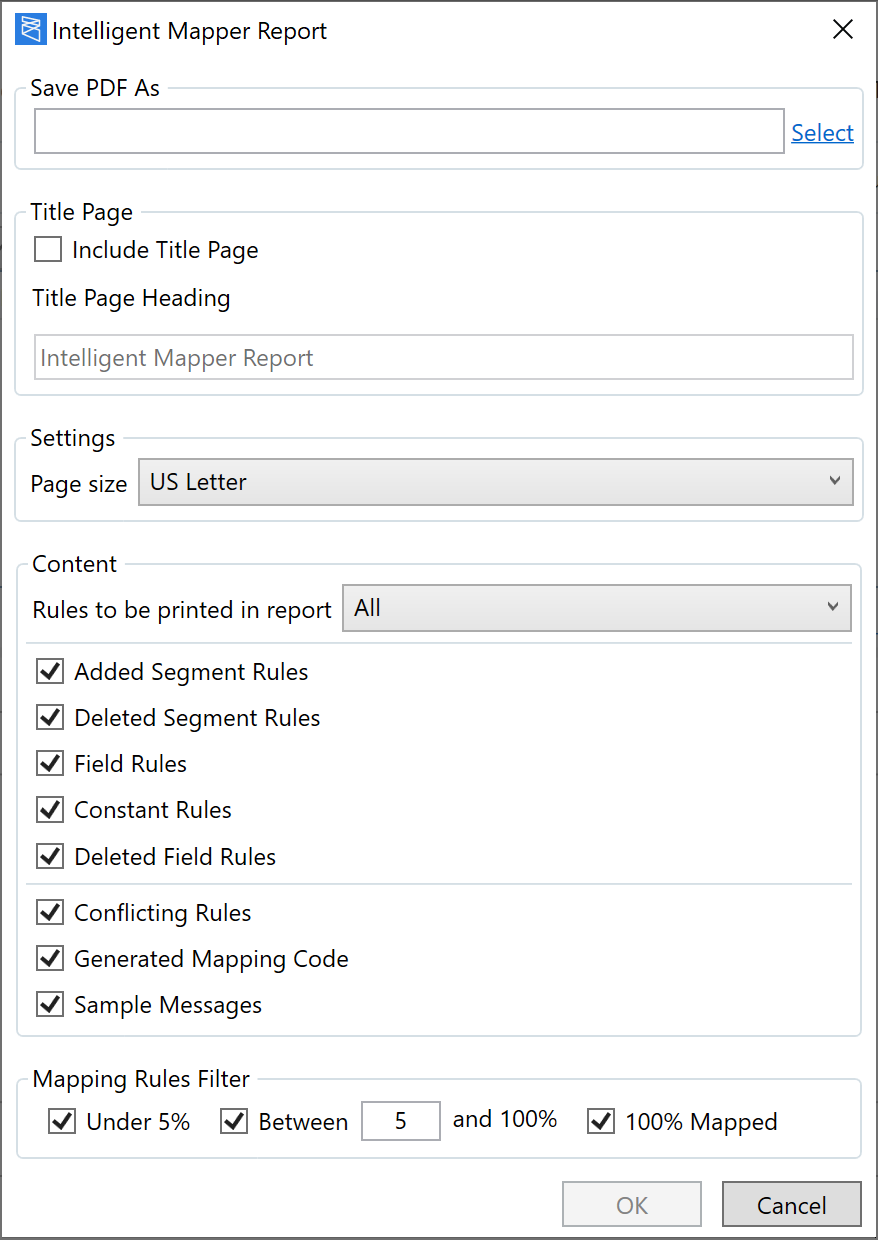 Intelligent Mapper Report
Save PDF As
Select
Title Page
Include Title Page
Title Page Heading
Intelligent Mapper Report
Settings
Page size US Letter
Content
Rules to be printed in report All
Added Segment Rules
Deleted Segment Rules
Field Rules
Constant Rules
Deleted Field Rules
Conflicting Rules
Generated Mapping Code
Sample Messages
Mapping Rules Filter
Under 5% Between 5 and 100% 100% Mapped
OK Cancel